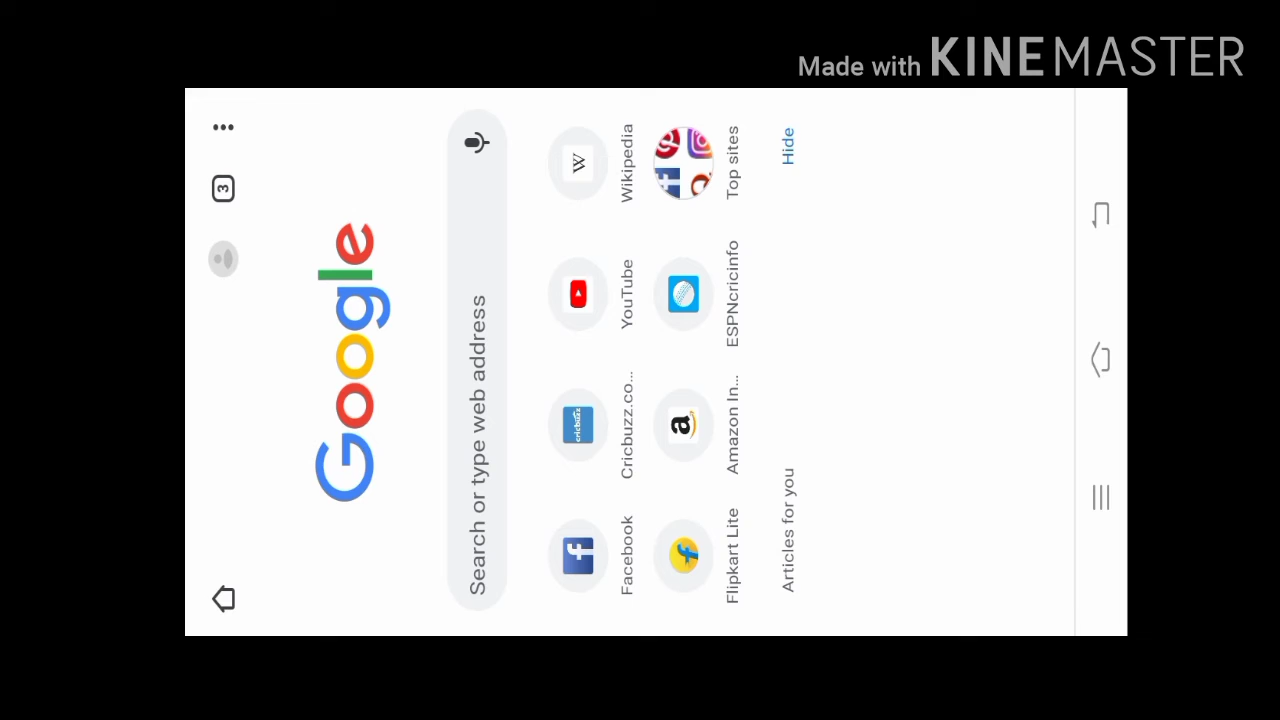 Made with KINEMASTER
3
Google
Search or type web address
Facebook
Cricbuzz.co...
YouTube
Wikipedia
Flipkart Lite
Amazon In...
ESPNcricinfo
Top sites
Articles for you
Hide